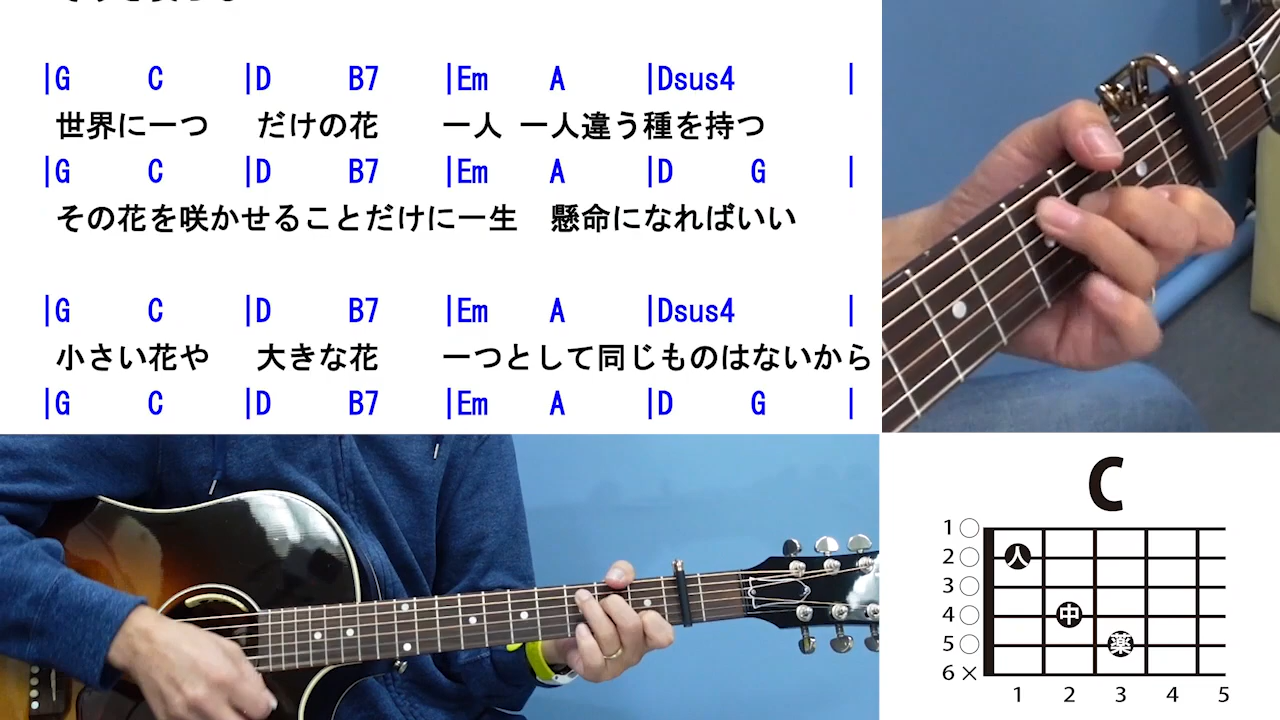 |G C |D B7 |Em A |Dsus4 |
世界に一つ だけの花 一人 一人違う種を持つ
|G C |D B7 |Em A |D G |
その花を咲かせることだけに一生 懸命になればいい
|G C |D B7 |Em A |Dsus4 |
小さい花や 大きな花 一つとして同じものはないから
|G C |D B7 |Em A |D G |
C
1 ○
2 ○ 人
3 ○
4 ○ 中
5 ○ 薬
6 ×
1 2 3 4 5